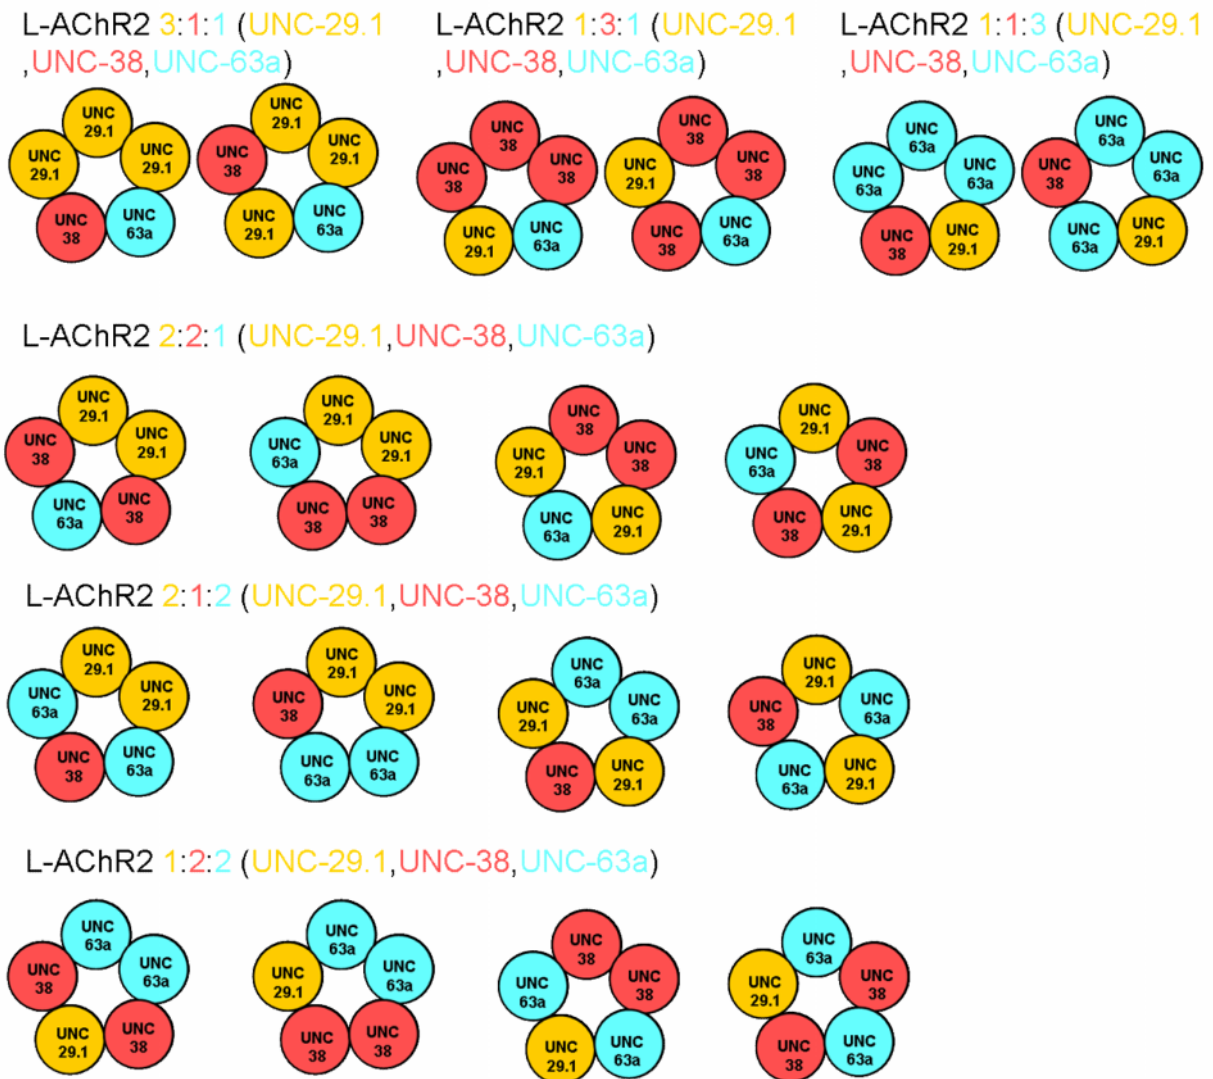 L-AChR2 3:1:1 (UNC-29.1
,UNC-38,UNC-63a)
UNC
29.1
UNC
29.1
UNC
29.1
UNC
38
UNC
63a
UNC
29.1
UNC
38
UNC
29.1
UNC
29.1
UNC
63a
L-AChR2 1:3:1 (UNC-29.1
,UNC-38,UNC-63a)
UNC
38
UNC
38
UNC
38
UNC
29.1
UNC
63a
UNC
38
UNC
29.1
UNC
38
UNC
38
UNC
63a
L-AChR2 1:1:3 (UNC-29.1
,UNC-38,UNC-63a)
UNC
63a
UNC
63a
UNC
63a
UNC
38
UNC
29.1
UNC
63a
UNC
38
UNC
63a
UNC
63a
UNC
29.1
L-AChR2 2:2:1 (UNC-29.1,UNC-38,UNC-63a)
UNC
29.1
UNC
38
UNC
29.1
UNC
63a
UNC
38
UNC
29.1
UNC
63a
UNC
29.1
UNC
38
UNC
38
UNC
38
UNC
29.1
UNC
38
UNC
63a
UNC
29.1
UNC
29.1
UNC
63a
UNC
38
UNC
38
UNC
29.1
L-AChR2 2:1:2 (UNC-29.1,UNC-38,UNC-63a)
UNC
29.1
UNC
63a
UNC
29.1
UNC
38
UNC
63a
UNC
29.1
UNC
38
UNC
29.1
UNC
63a
UNC
63a
UNC
63a
UNC
29.1
UNC
63a
UNC
38
UNC
29.1
UNC
29.1
UNC
38
UNC
63a
UNC
63a
UNC
29.1
L-AChR2 1:2:2 (UNC-29.1,UNC-38,UNC-63a)
UNC
63a
UNC
38
UNC
63a
UNC
29.1
UNC
38
UNC
63a
UNC
29.1
UNC
63a
UNC
38
UNC
38
UNC
38
UNC
63a
UNC
38
UNC
29.1
UNC
63a
UNC
63a
UNC
29.1
UNC
38
UNC
38
UNC
63a